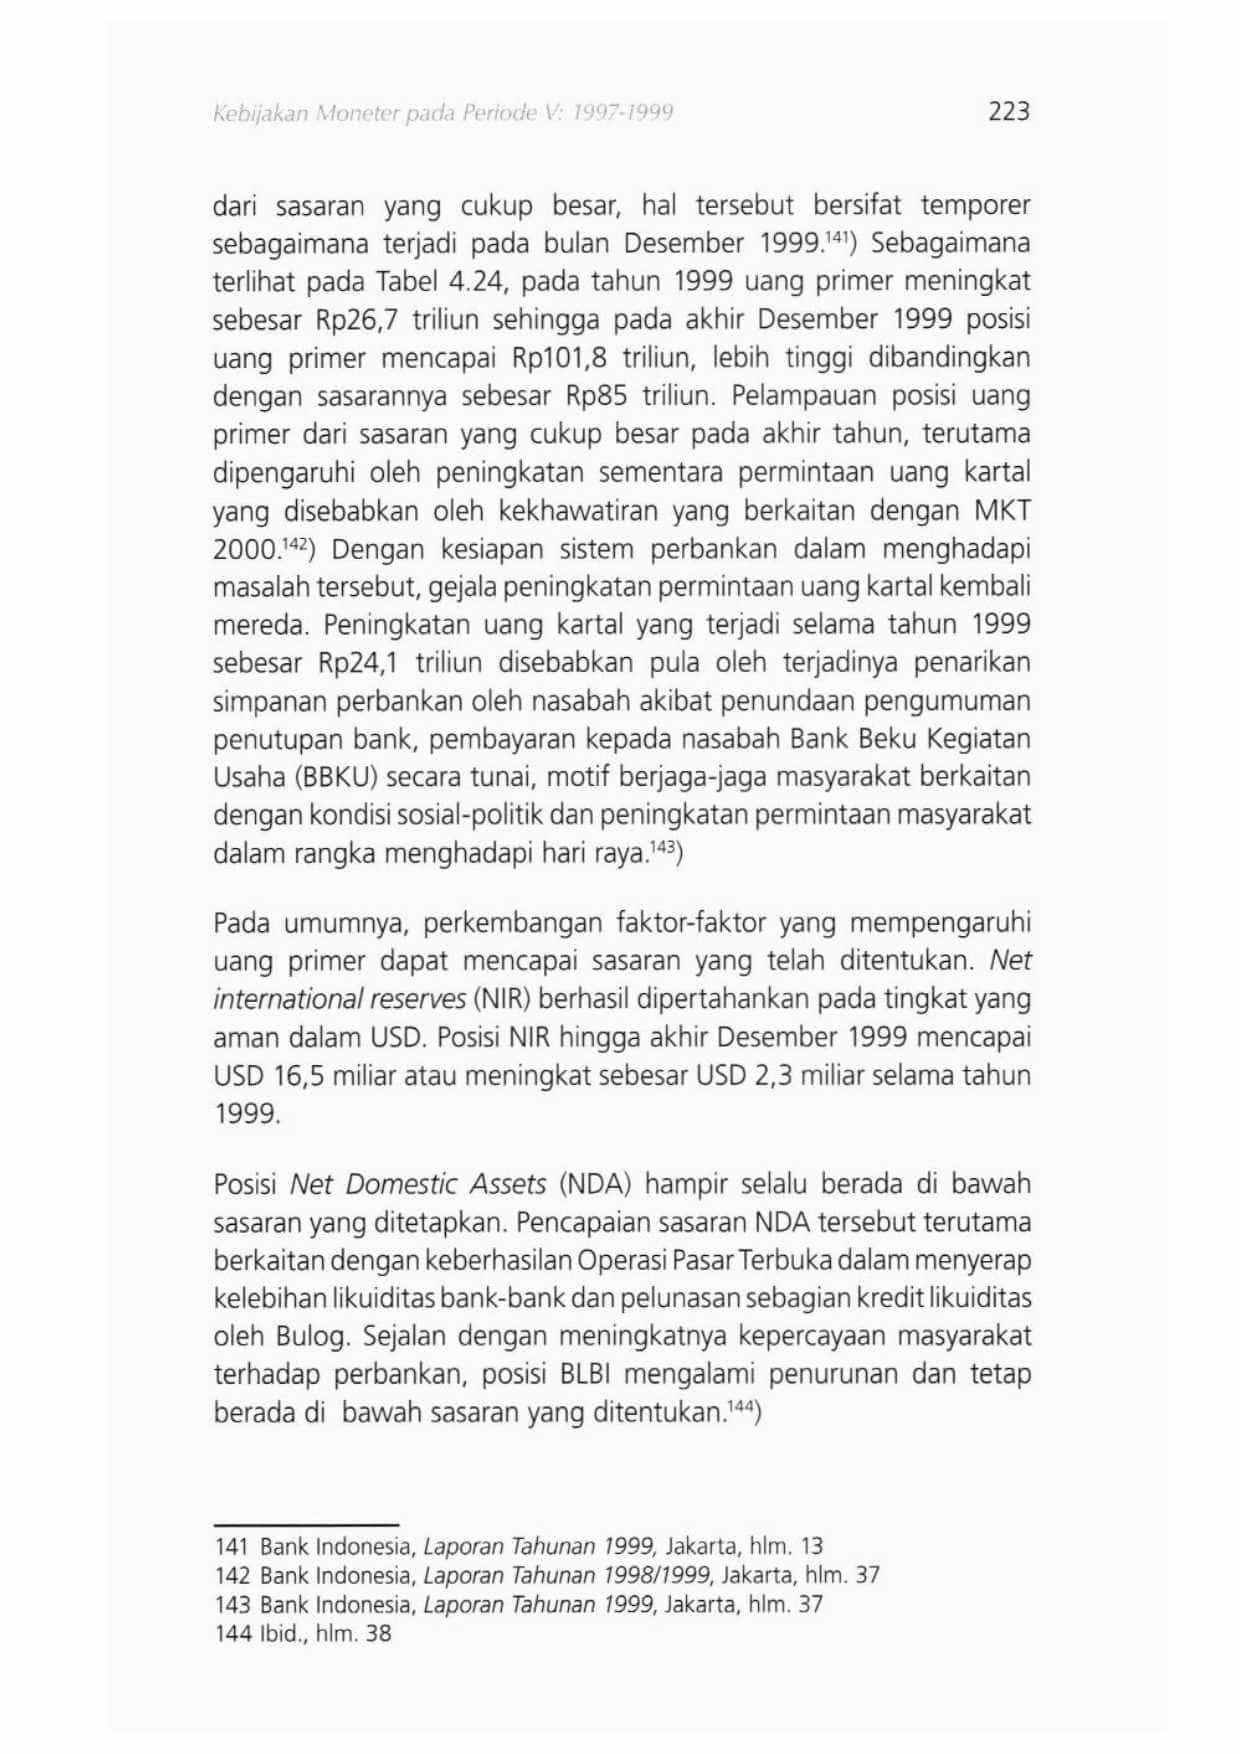 Kebijakan Moneter pada Periode V: 1997-1999 223
dari sasaran yang cukup besar, hal tersebut bersifat temporer
sebagaimana terjadi pada bulan Desember 1999.¹⁴¹) Sebagaimana
terlihat pada Tabel 4.24, pada tahun 1999 uang primer meningkat
sebesar Rp26,7 triliun sehingga pada akhir Desember 1999 posisi
uang primer mencapai Rp101,8 triliun, lebih tinggi dibandingkan
dengan sasarannya sebesar Rp85 triliun. Pelampauan posisi uang
primer dari sasaran yang cukup besar pada akhir tahun, terutama
dipengaruhi oleh peningkatan sementara permintaan uang kartal
yang disebabkan oleh kekhawatiran yang berkaitan dengan MKT
2000.¹⁴²) Dengan kesiapan sistem perbankan dalam menghadapi
masalah tersebut, gejala peningkatan permintaan uang kartal kembali
mereda. Peningkatan uang kartal yang terjadi selama tahun 1999
sebesar Rp24,1 triliun disebabkan pula oleh terjadinya penarikan
simpanan perbankan oleh nasabah akibat penundaan pengumuman
penutupan bank, pembayaran kepada nasabah Bank Beku Kegiatan
Usaha (BBKU) secara tunai, motif berjaga-jaga masyarakat berkaitan
dengan kondisi sosial-politik dan peningkatan permintaan masyarakat
dalam rangka menghadapi hari raya.¹⁴³)
Pada umumnya, perkembangan faktor-faktor yang mempengaruhi
uang primer dapat mencapai sasaran yang telah ditentukan. Net
international reserves (NIR) berhasil dipertahankan pada tingkat yang
aman dalam USD. Posisi NIR hingga akhir Desember 1999 mencapai
USD 16,5 miliar atau meningkat sebesar USD 2,3 miliar selama tahun
1999.
Posisi Net Domestic Assets (NDA) hampir selalu berada di bawah
sasaran yang ditetapkan. Pencapaian sasaran NDA tersebut terutama
berkaitan dengan keberhasilan Operasi Pasar Terbuka dalam menyerap
kelebihan likuiditas bank-bank dan pelunasan sebagian kredit likuiditas
oleh Bulog. Sejalan dengan meningkatnya kepercayaan masyarakat
terhadap perbankan, posisi BLBI mengalami penurunan dan tetap
berada di bawah sasaran yang ditentukan.¹⁴⁴)
141 Bank Indonesia, Laporan Tahunan 1999, Jakarta, hlm. 13
142 Bank Indonesia, Laporan Tahunan 1998/1999, Jakarta, hlm. 37
143 Bank Indonesia, Laporan Tahunan 1999, Jakarta, hlm. 37
144 Ibid., hlm. 38